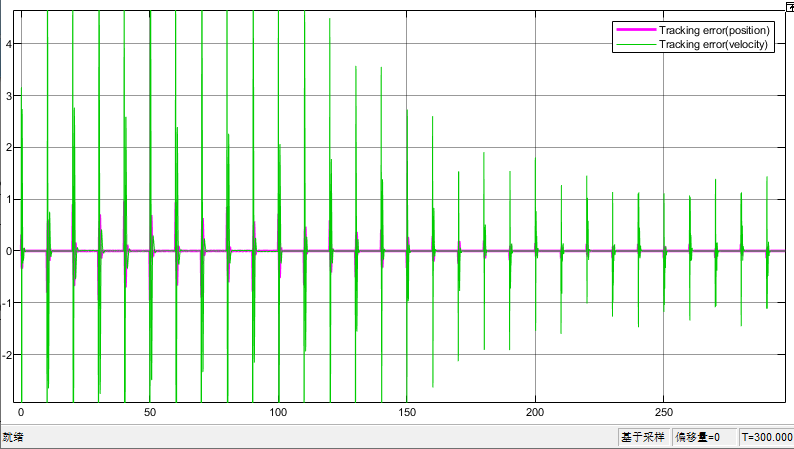 Tracking error(position)
Tracking error(velocity)
4
3
2
1
0
-1
-2
0 50 100 150 200 250
就绪 基于采样 偏移量=0 T=300.000